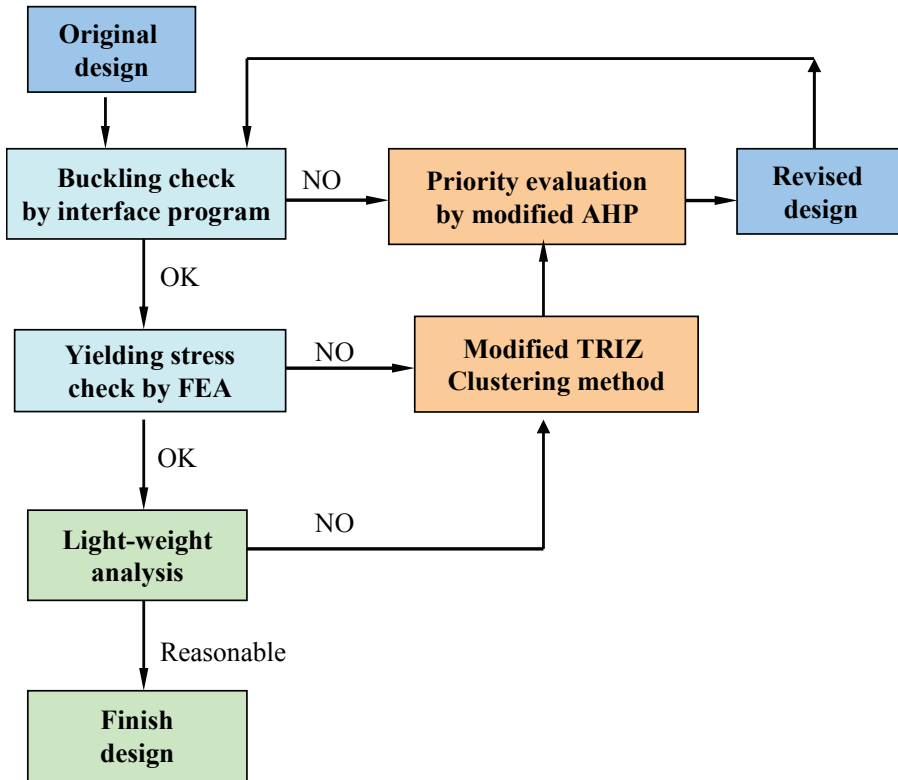 Original
design
Buckling check
by interface program
NO
Priority evaluation
by modified AHP
Revised
design
OK
Yielding stress
check by FEA
NO
Modified TRIZ
Clustering method
OK
Light-weight
analysis
NO
Reasonable
Finish
design